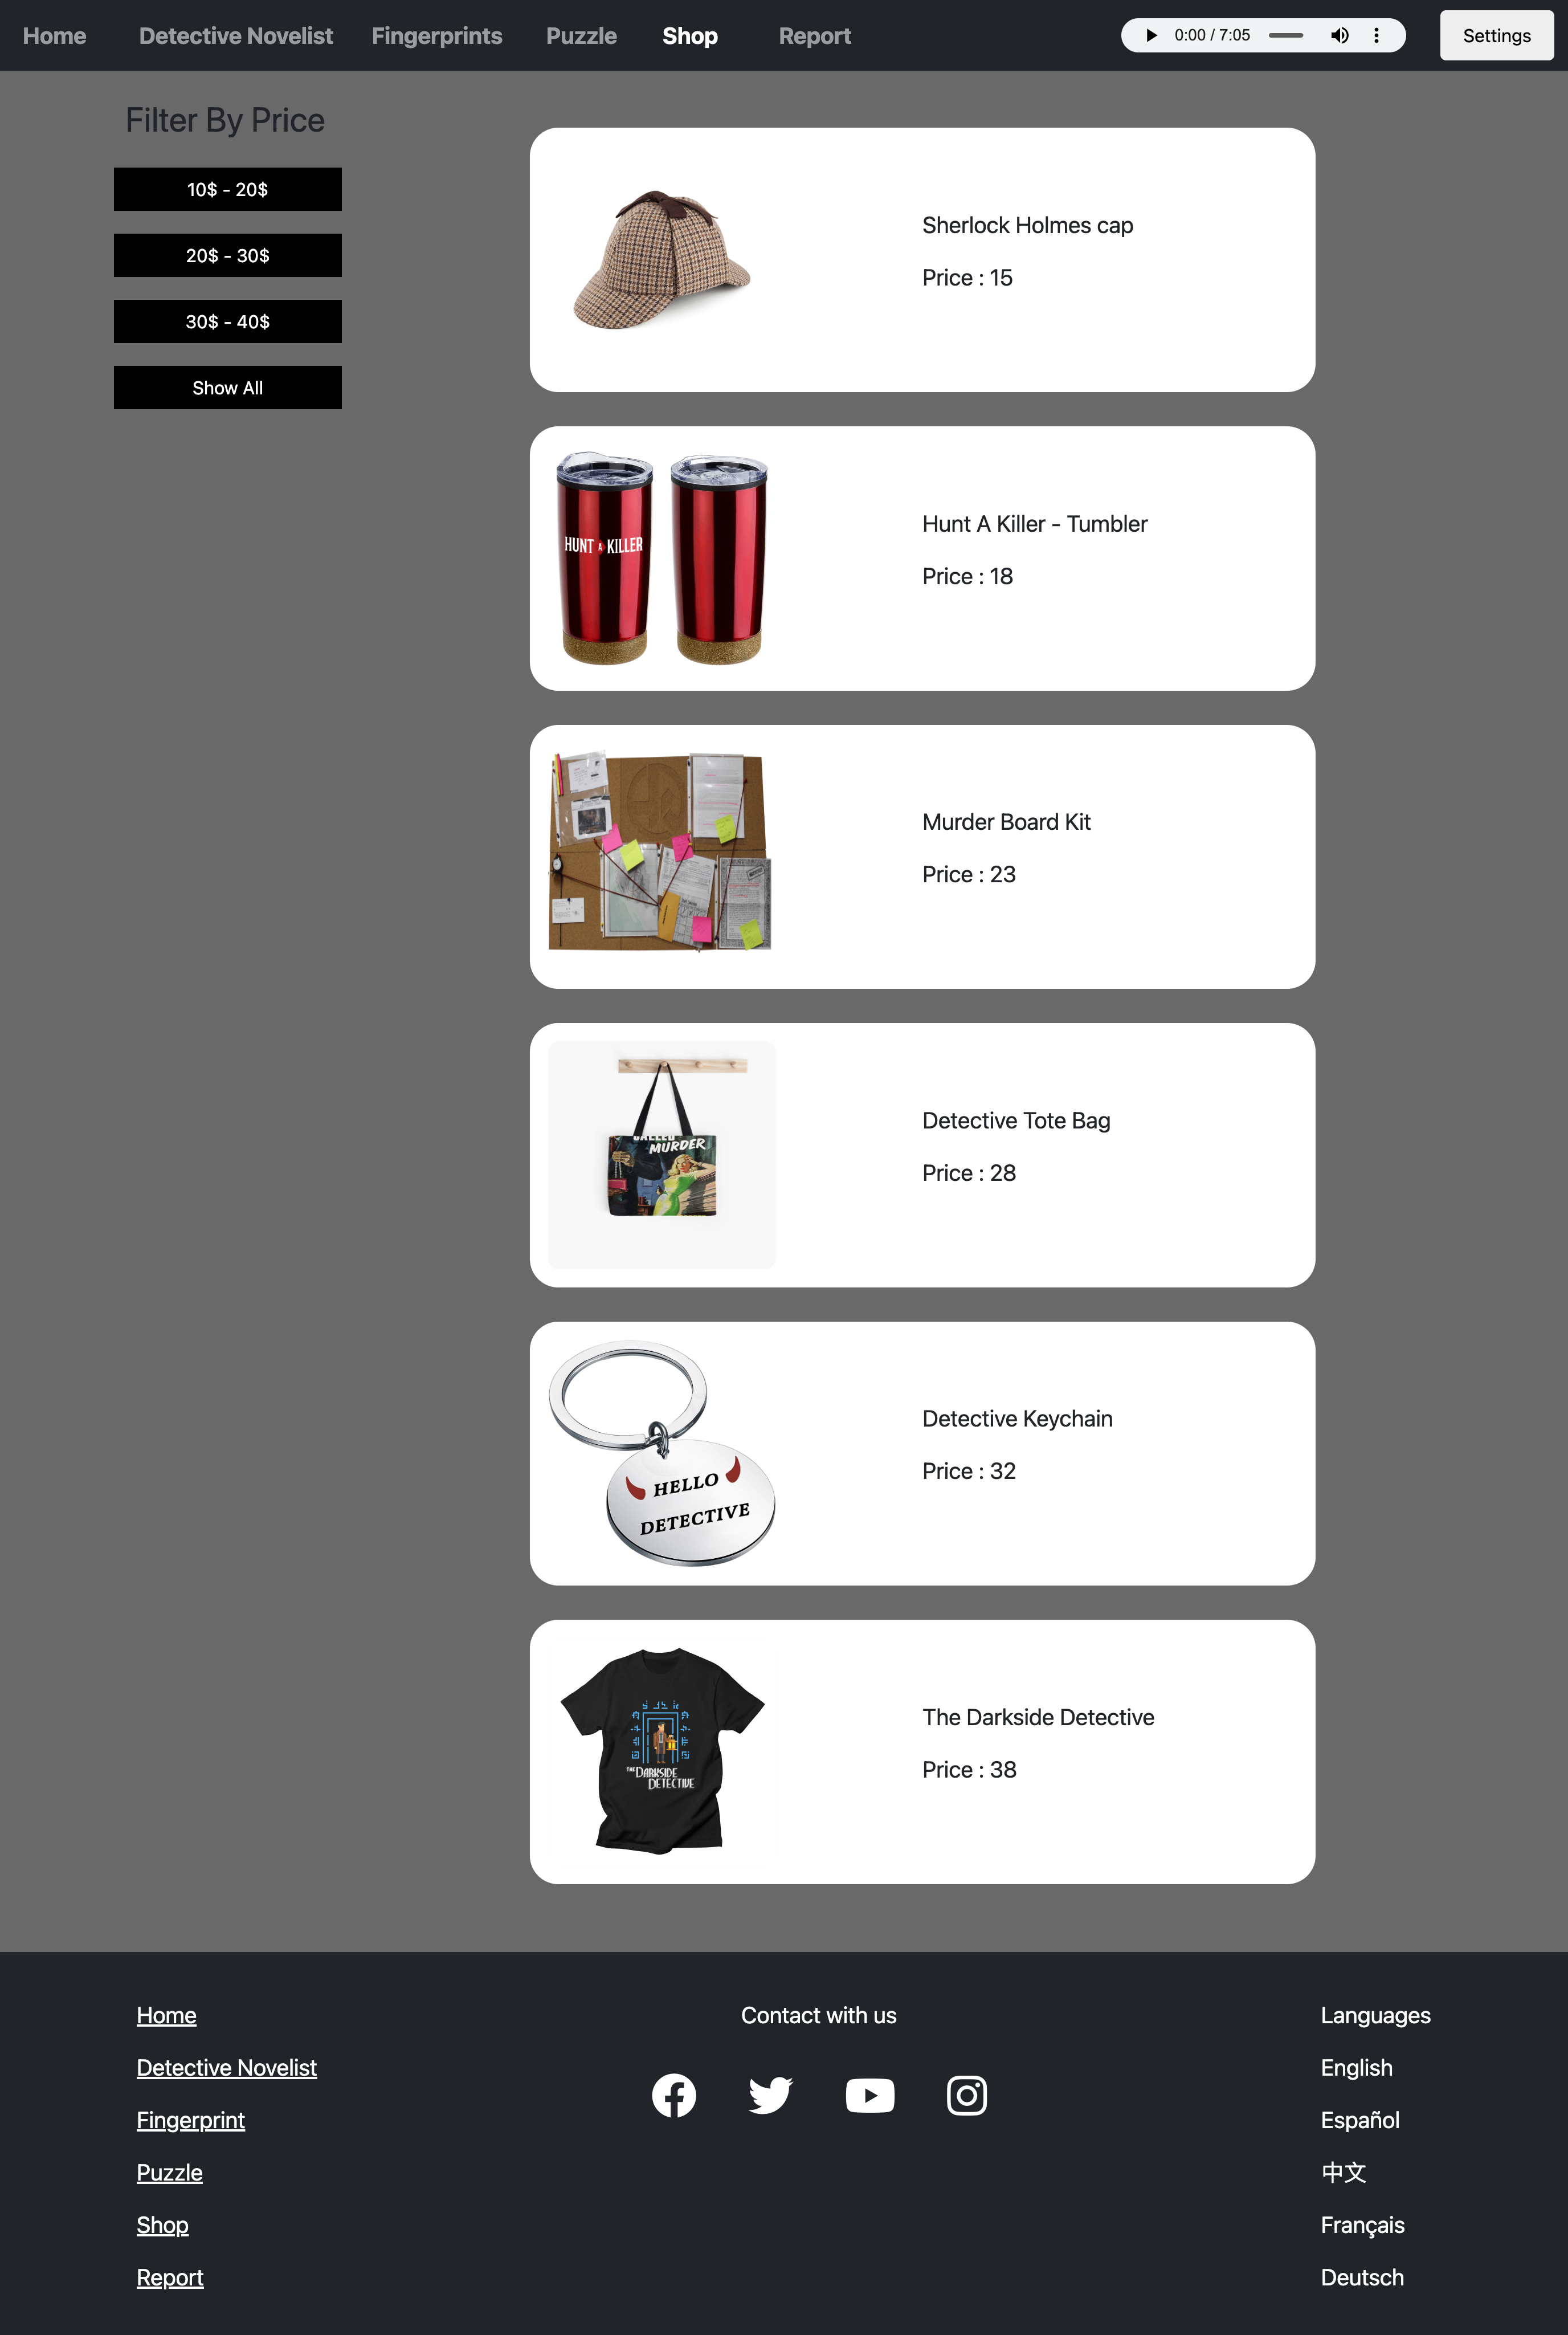 Home Detective Novelist Fingerprints Puzzle Shop Report 0:00 / 7:05 Settings
Filter By Price
10$ - 20$
20$ - 30$
30$ - 40$
Show All
Sherlock Holmes cap
Price : 15
HUNT A KILLER
Hunt A Killer - Tumbler
Price : 18
Murder Board Kit
Price : 23
CALLED
MURDER
Detective Tote Bag
Price : 28
HELLO
DETECTIVE
Detective Keychain
Price : 32
THE DARKSIDE
DETECTIVE
The Darkside Detective
Price : 38
Home
Detective Novelist
Fingerprint
Puzzle
Shop
Report
Contact with us
Languages
English
Español
中文
Français
Deutsch